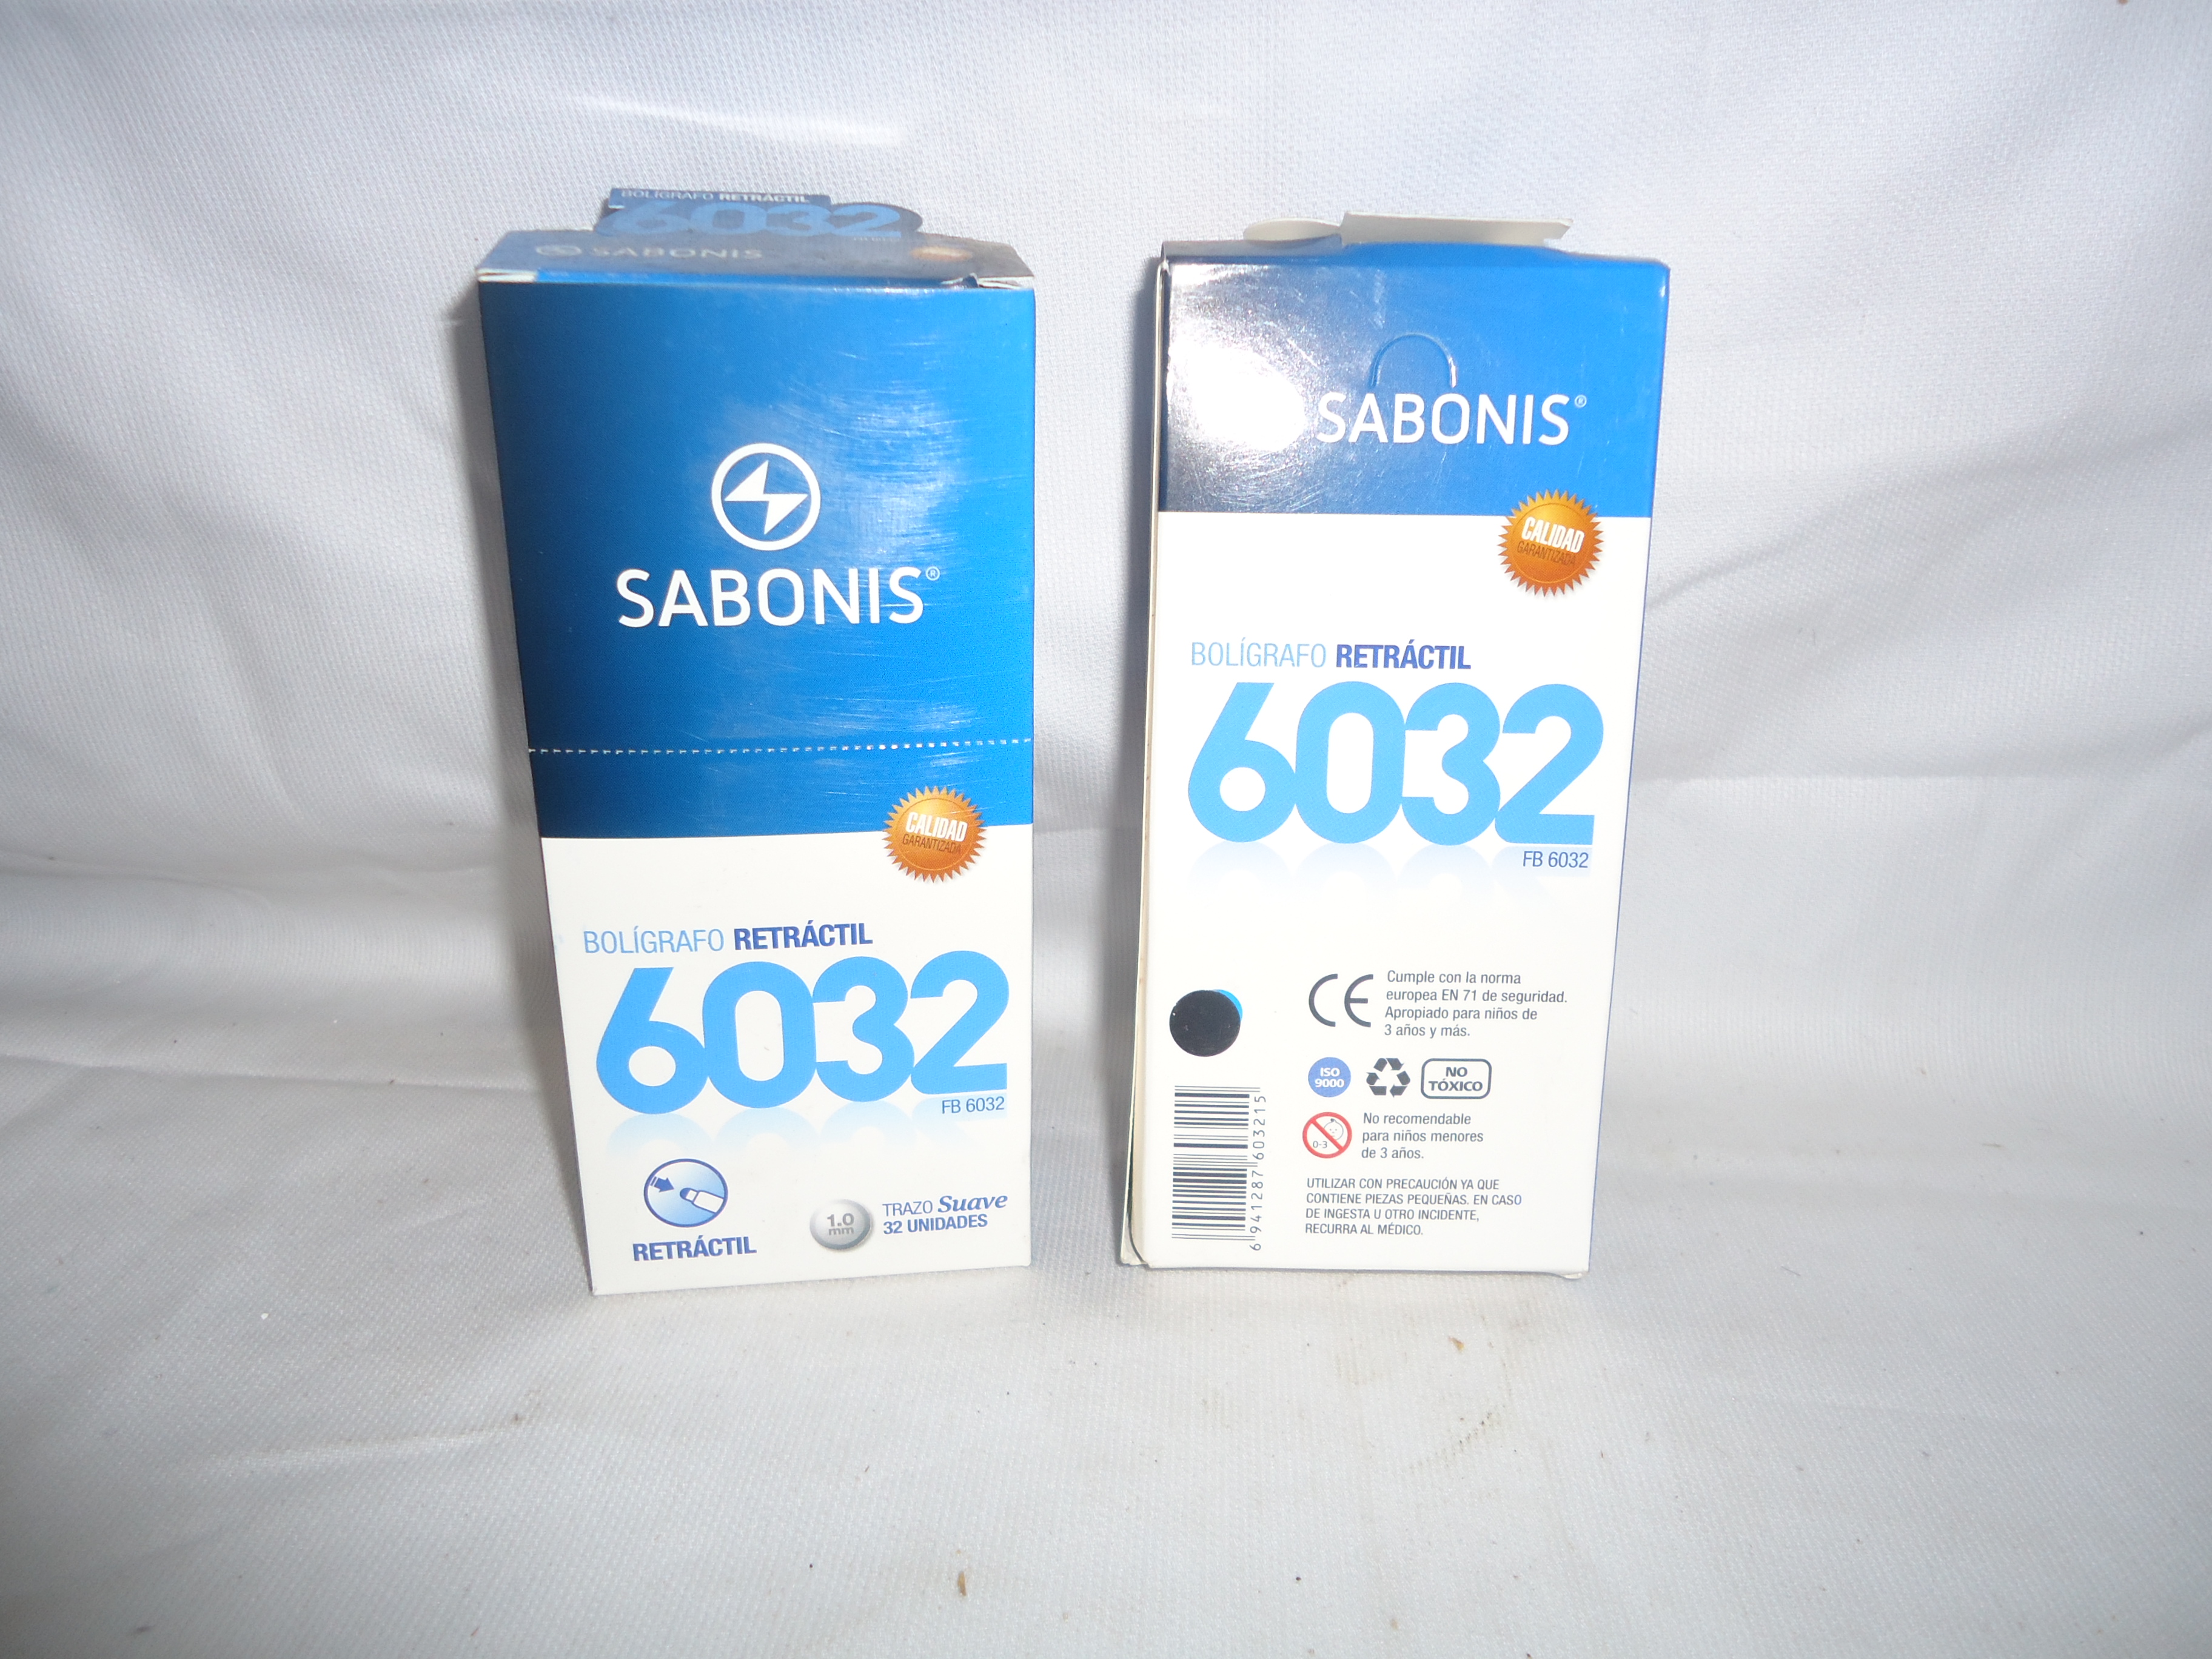 BOLÍGRAFO RETRÁCTIL
6032
SABONIS
SABONIS®
CALIDAD
GARANTIZADA
BOLÍGRAFO RETRÁCTIL
6032
FB 6032
RETRÁCTIL
1.0
mm
TRAZO Suave
32 UNIDADES
SABONIS®
CALIDAD
GARANTIZADA
BOLÍGRAFO RETRÁCTIL
6032
FB 6032
CE
Cumple con la norma
europea EN 71 de seguridad.
Apropiado para niños de
3 años y más.
ISO
9000
NO
TÓXICO
0-3
No recomendable
para niños menores
de 3 años.
UTILIZAR CON PRECAUCIÓN YA QUE
CONTIENE PIEZAS PEQUEÑAS. EN CASO
DE INGESTA U OTRO INCIDENTE,
RECURRA AL MÉDICO.
6 941287 603215